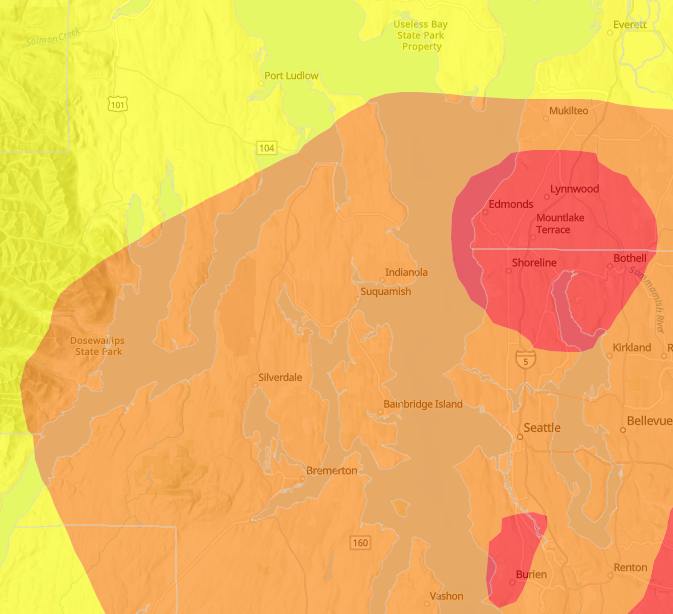 Useless Bay
State Park
Property
Everett
Salmon Creek
Port Ludlow
101
Mukilteo
104
Lynnwood
Edmonds
Mountlake
Terrace
Shoreline
Bothell
Indianola
Sammamish River
Suquamish
Dosewallips
State Park
Kirkland
R
5
Silverdale
Bainbridge Island
Seattle
Bellevue
Bremerton
160
Burien
Renton
Vashon